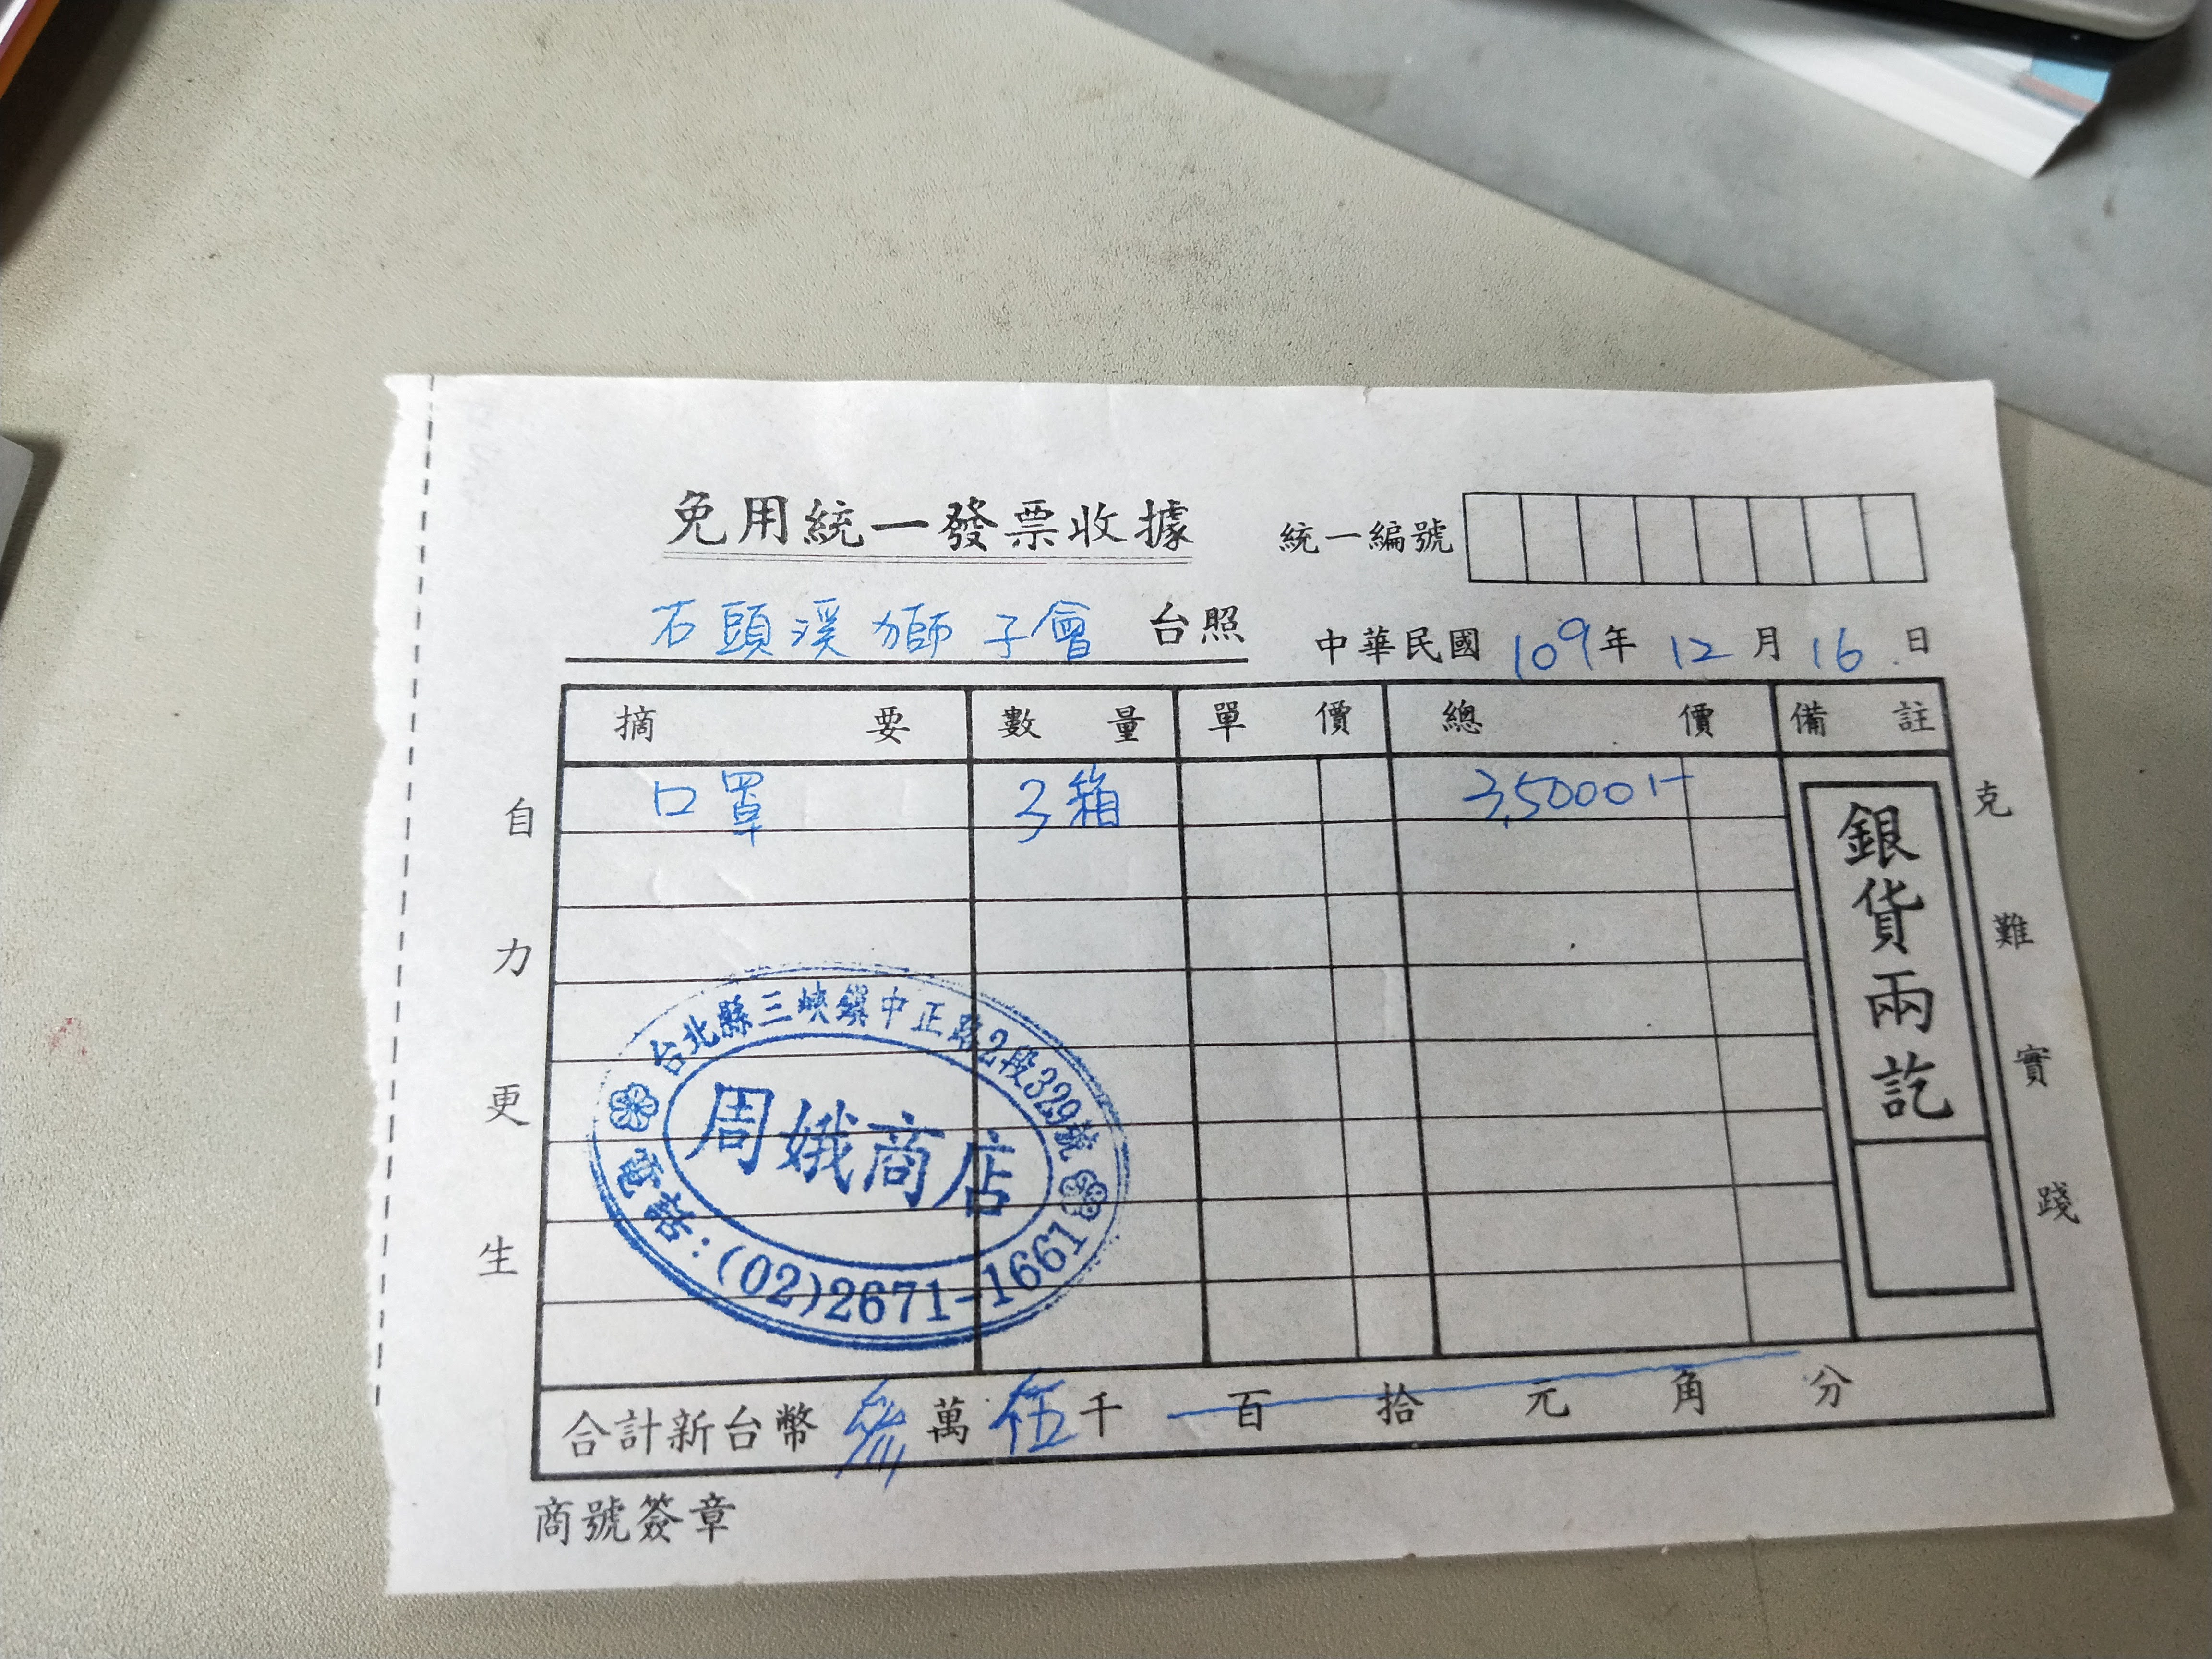 免用統一發票收據
統一編號
石頭溪獅子會 台照
中華民國 109年 12月 16日
摘要 數量 單價 總價 備註
口罩 3箱 3,5000-
銀貨兩訖
自力更生
克難實踐
台北縣三峽鎮中正路2段329號
周娥商店
電話:(02)2671-1661
合計新台幣 參萬伍千 百 拾 元 角 分
商號簽章